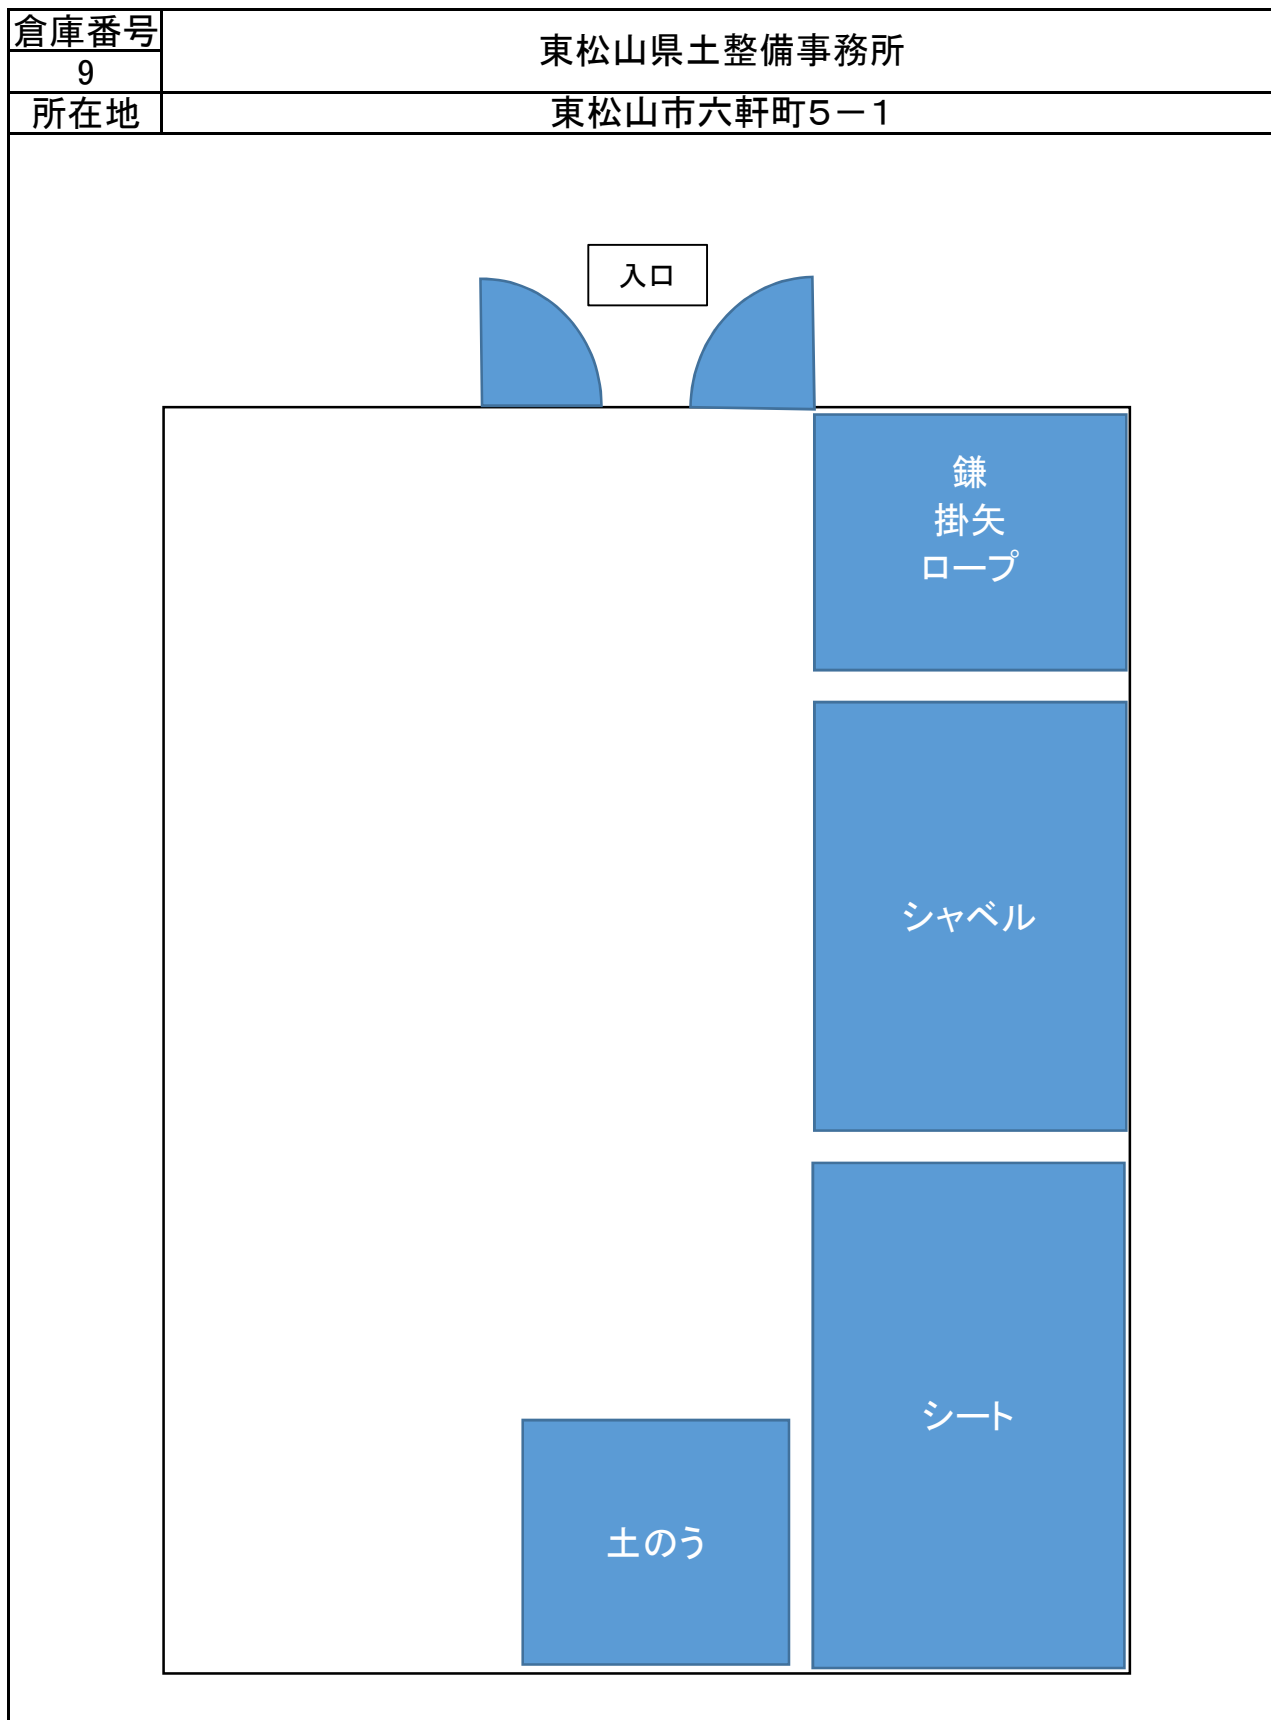 倉庫番号
9
東松山県土整備事務所
所在地
東松山市六軒町5－1
入口
鎌
掛矢
ロープ
シャベル
シート
土のう